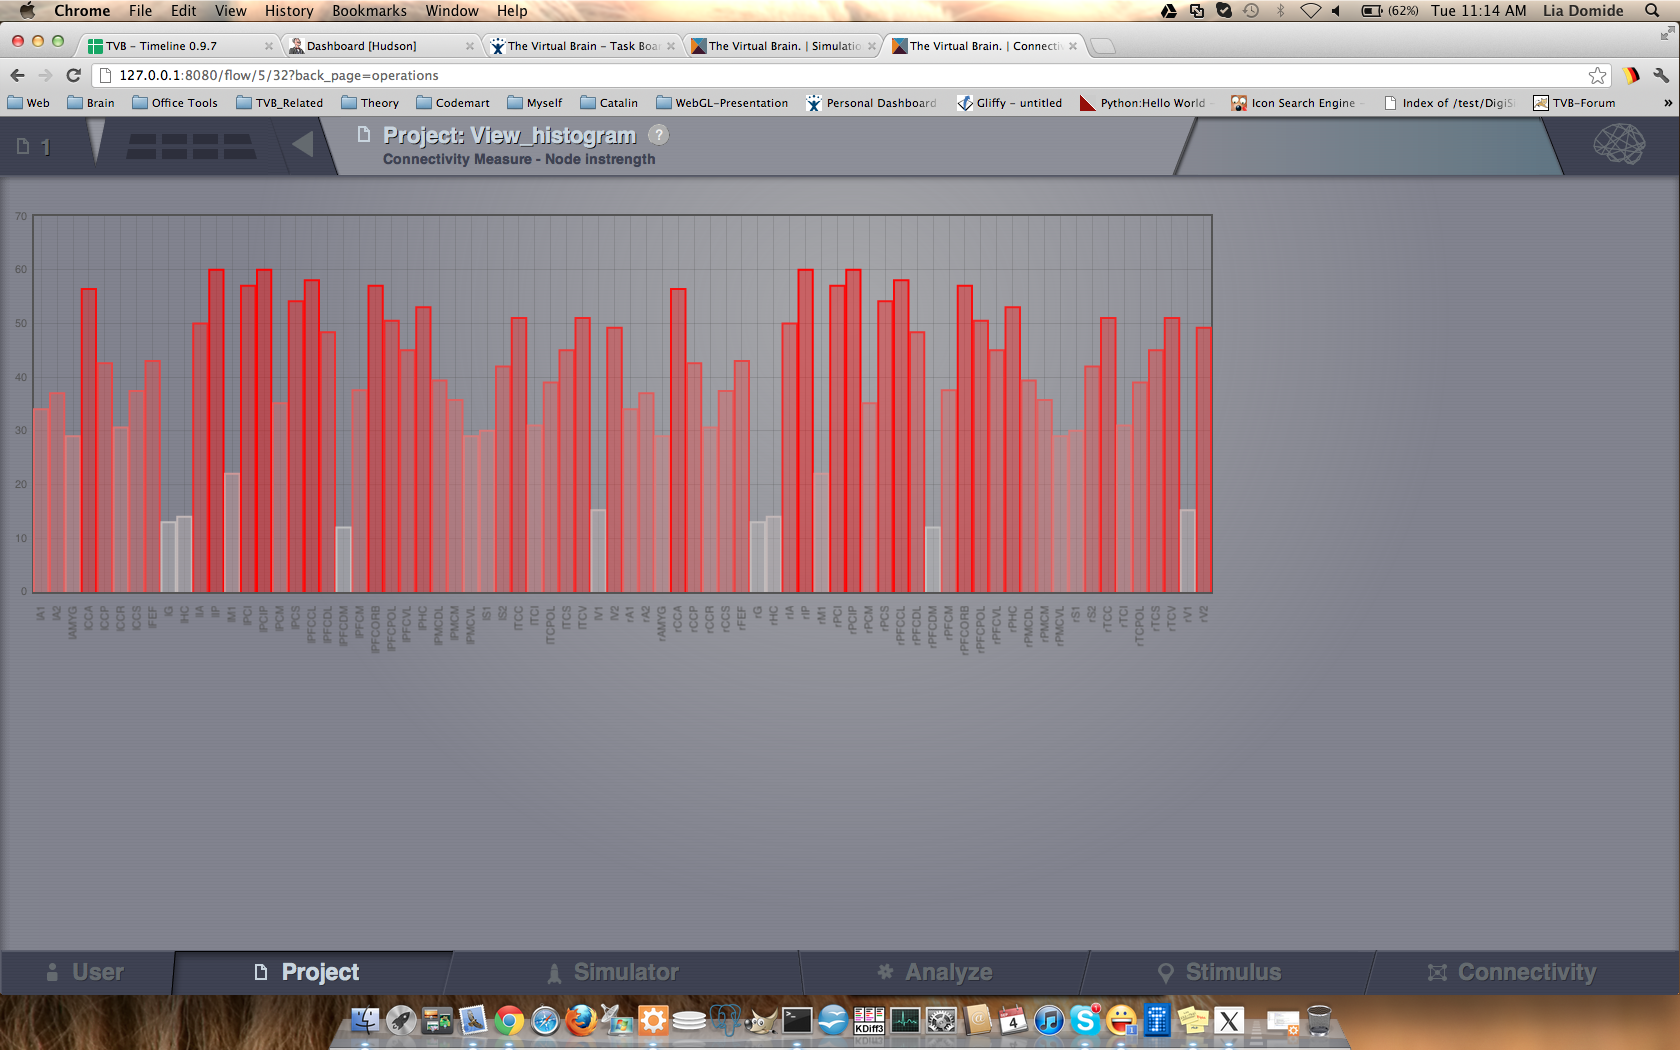 Chrome File Edit View History Bookmarks Window Help (62%) Tue 11:14 AM Lia Domide
TVB – Timeline 0.9.7 Dashboard [Hudson] The Virtual Brain – Task Boar The Virtual Brain. | Simulatio The Virtual Brain. | Connectiv
127.0.0.1:8080/flow/5/32?back_page=operations
Web Brain Office Tools TVB_Related Theory Codemart Myself Catalin WebGL-Presentation Personal Dashboard Gliffy – untitled Python:Hello World Icon Search Engine Index of /test/DigiS TVB-Forum »
1 Project: View_histogram ?
Connectivity Measure - Node instrength
70
60
50
40
30
20
10
0
lA1 lA2 lAMYG lCCA lCCP lCCR lCCS lFEF lG lHC lIA lIP lM1 lPCI lPCIP lPCM lPCS lPFCCL lPFCDL lPFCDM lPFCM lPFCORB lPFCPOL lPFCVL lPHC lPMCDL lPMCM lPMCVL lS1 lS2 lTCC lTCI lTCPOL lTCS lTCV lV1 lV2 rA1 rA2 rAMYG rCCA rCCP rCCR rCCS rFEF rG rHC rIA rIP rM1 rPCI rPCIP rPCM rPCS rPFCCL rPFCDL rPFCDM rPFCM rPFCORB rPFCPOL rPFCVL rPHC rPMCDL rPMCM rPMCVL rS1 rS2 rTCC rTCI rTCPOL rTCS rTCV rV1 rV2
User Project Simulator Analyze Stimulus Connectivity
KDiff3 4 1 X